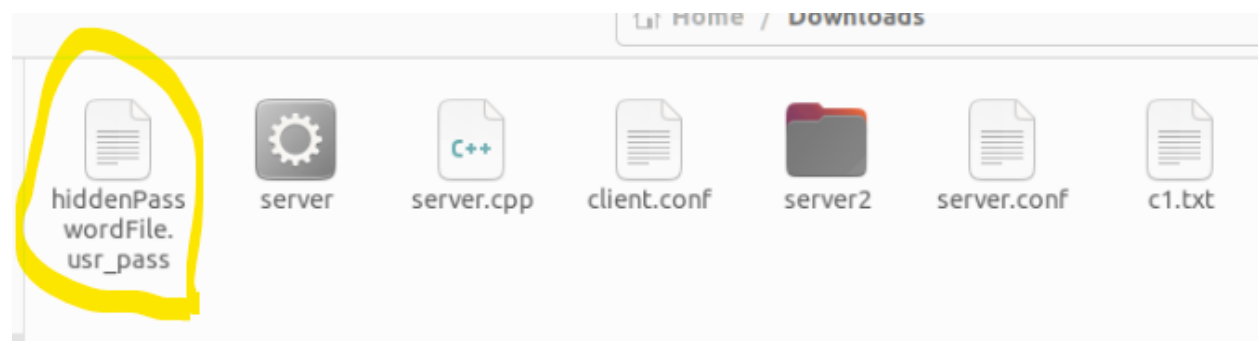 Home / Downloads
hiddenPass
wordFile.
usr_pass
server
C++
server.cpp
client.conf
server2
server.conf
c1.txt